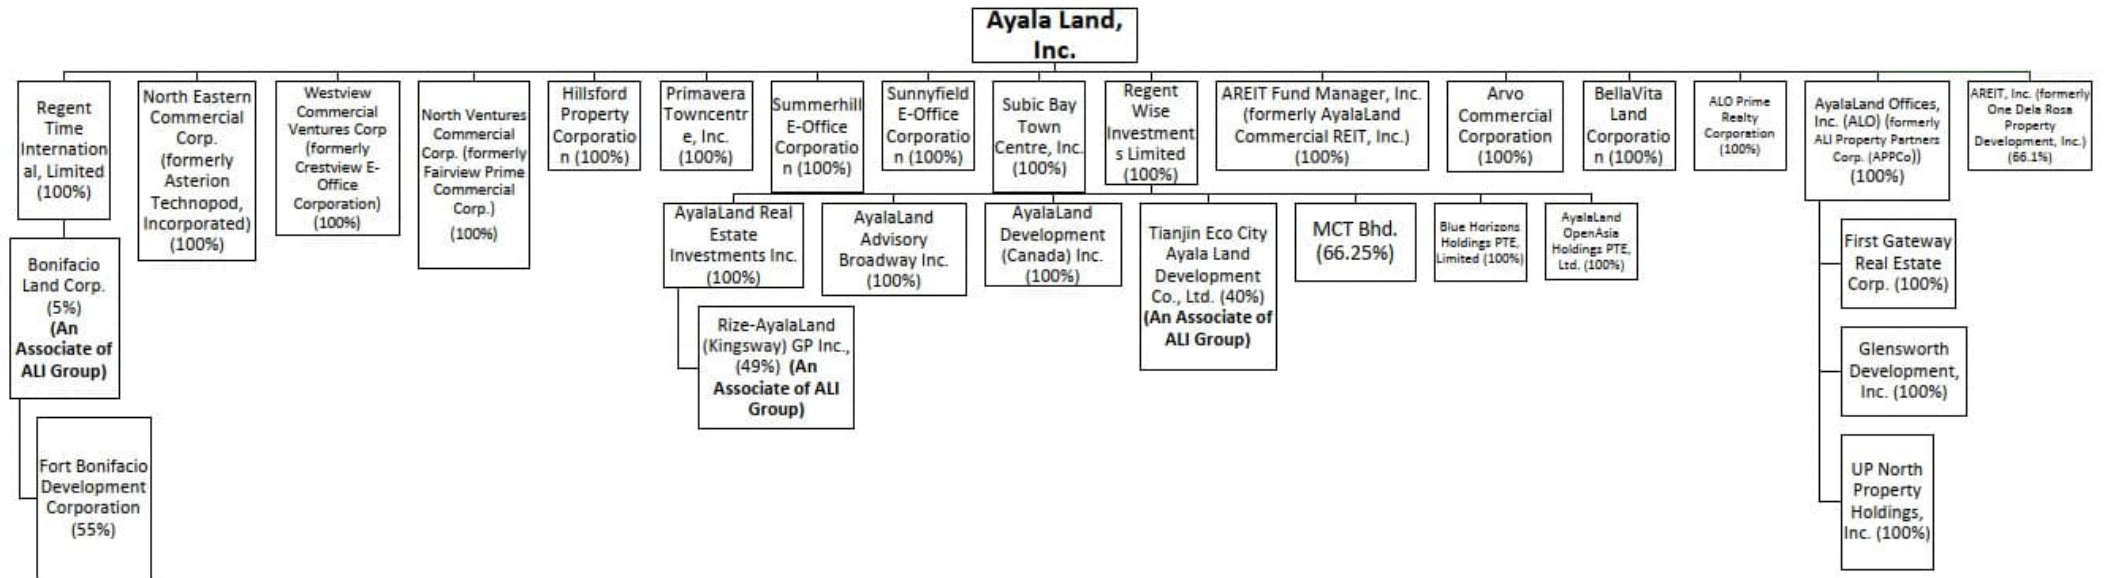 Ayala Land,
Inc.
Regent
Time
Internation
al, Limited
(100%)
North Eastern
Commercial
Corp.
(formerly
Asterion
Technopod,
Incorporated)
(100%)
Westview
Commercial
Ventures Corp
(formerly
Crestview E-
Office
Corporation)
(100%)
North Ventures
Commercial
Corp. (formerly
Fairview Prime
Commercial
Corp.)
(100%)
Hillsford
Property
Corporatio
n (100%)
Primavera
Towncentr
e, Inc.
(100%)
Summerhill
E-Office
Corporatio
n (100%)
Sunnyfield
E-Office
Corporatio
n (100%)
Subic Bay
Town
Centre, Inc.
(100%)
Regent
Wise
Investment
s Limited
(100%)
AREIT Fund Manager, Inc.
(formerly AyalaLand
Commercial REIT, Inc.)
(100%)
Arvo
Commercial
Corporation
(100%)
BellaVita
Land
Corporatio
n (100%)
ALO Prime
Realty
Corporation
(100%)
AyalaLand Offices,
Inc. (ALO) (formerly
ALI Property Partners
Corp. (APPCo))
(100%)
AREIT, Inc. (formerly
One Dela Rosa
Property
Development, Inc.)
(66.1%)
Bonifacio
Land Corp.
(5%)
(An
Associate of
ALI Group)
Fort Bonifacio
Development
Corporation
(55%)
AyalaLand Real
Estate
Investments Inc.
(100%)
Rize-AyalaLand
(Kingsway) GP Inc.,
(49%) (An
Associate of ALI
Group)
AyalaLand
Advisory
Broadway Inc.
(100%)
AyalaLand
Development
(Canada) Inc.
(100%)
Tianjin Eco City
Ayala Land
Development
Co., Ltd. (40%)
(An Associate of
ALI Group)
MCT Bhd.
(66.25%)
Blue Horizons
Holdings PTE,
Limited (100%)
AyalaLand
OpenAsia
Holdings PTE,
Ltd. (100%)
First Gateway
Real Estate
Corp. (100%)
Glensworth
Development,
Inc. (100%)
UP North
Property
Holdings,
Inc. (100%)